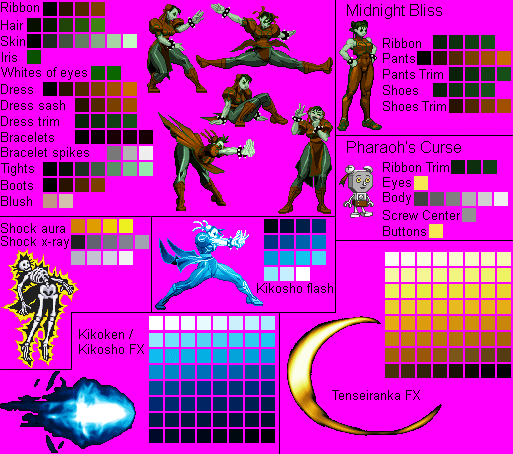 Ribbon
Hair
Skin
Iris
Whites of eyes
Dress
Dress sash
Dress trim
Bracelets
Bracelet spikes
Tights
Boots
Blush
Midnight Bliss
Ribbon
Pants
Pants Trim
Shoes
Shoes Trim
Pharaoh's Curse
Ribbon Trim
Eyes
Body
Screw Center
Buttons
Shock aura
Shock x-ray
Kikosho flash
Kikoken /
Kikosho FX
Tenseiranka FX